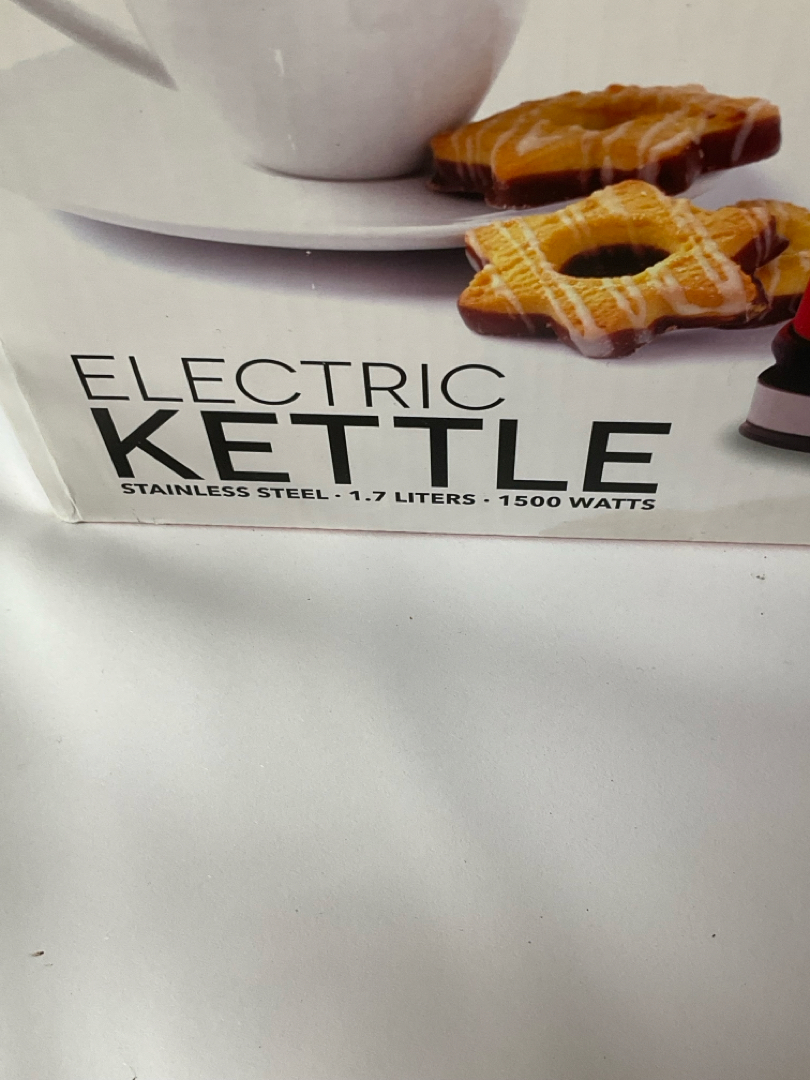 ELECTRIC
KETTLE
STAINLESS STEEL · 1.7 LITERS · 1500 WATTS